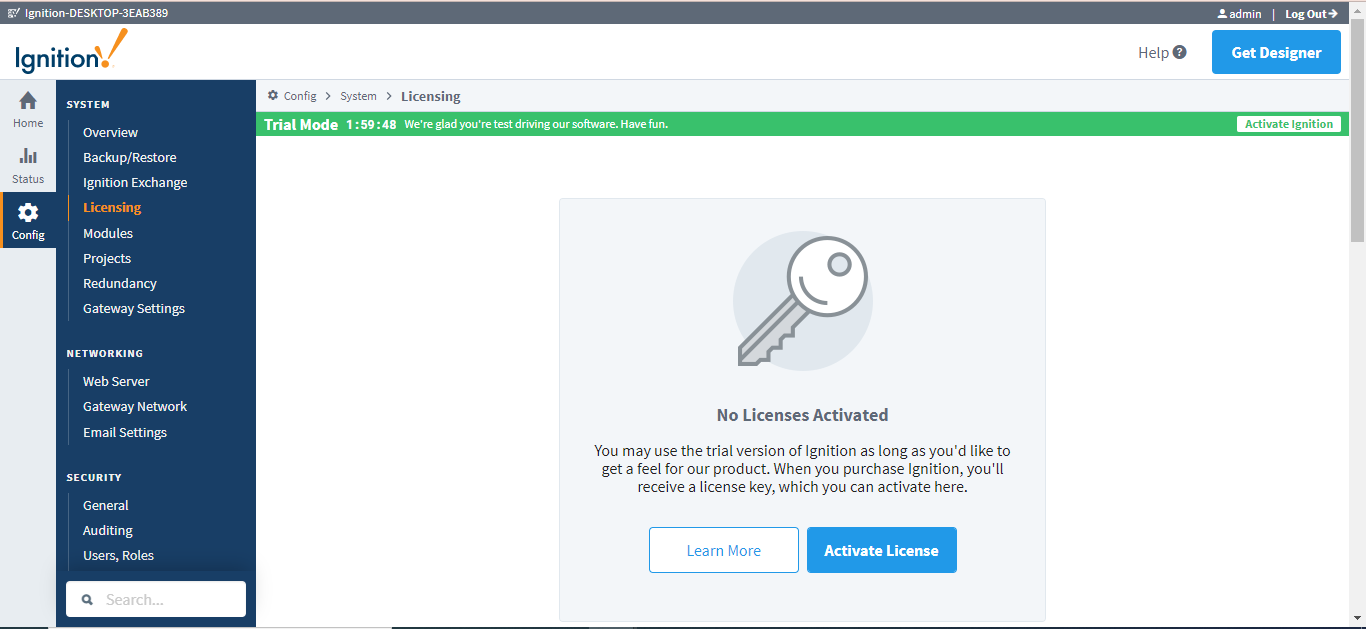 Ignition-DESKTOP-3EAB389
admin | Log Out
Ignition!
Help ?
Get Designer
Home
Status
Config
SYSTEM
Overview
Backup/Restore
Ignition Exchange
Licensing
Modules
Projects
Redundancy
Gateway Settings
NETWORKING
Web Server
Gateway Network
Email Settings
SECURITY
General
Auditing
Users, Roles
Search...
Config > System > Licensing
Trial Mode 1:59:48 We're glad you're test driving our software. Have fun.
Activate Ignition
No Licenses Activated
You may use the trial version of Ignition as long as you'd like to
get a feel for our product. When you purchase Ignition, you'll
receive a license key, which you can activate here.
Learn More
Activate License